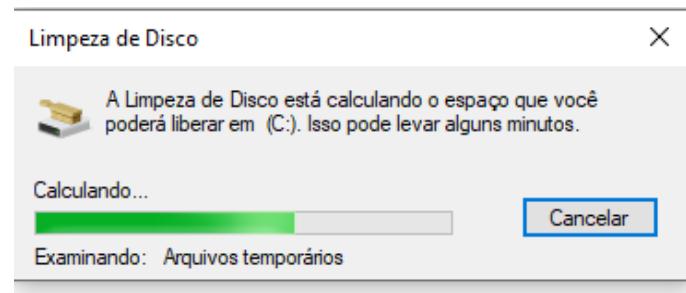 Limpeza de Disco
A Limpeza de Disco está calculando o espaço que você
poderá liberar em  (C:). Isso pode levar alguns minutos.
Calculando...
Cancelar
Examinando:   Arquivos temporários